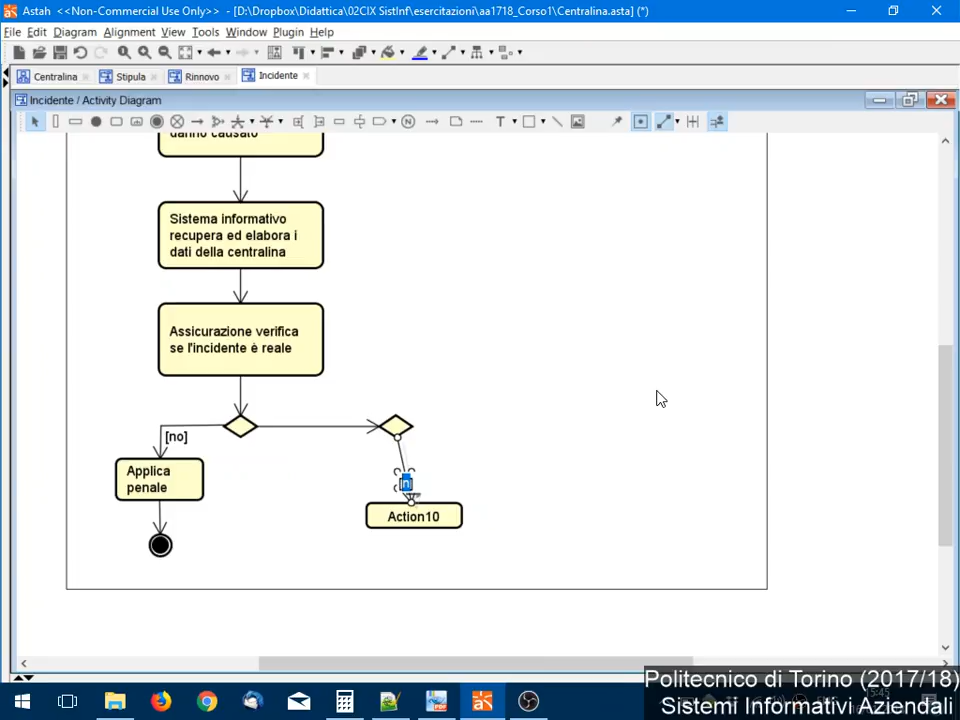 Astah <<Non-Commercial Use Only>> - [D:\Dropbox\Didattica\02CIX SistInf\esercitazioni\aa1718_Corso1\Centralina.asta] (*)
File Edit Diagram Alignment View Tools Window Plugin Help
Centralina Stipula Rinnovo Incidente
Incidente / Activity Diagram
danno causato
Sistema informativo
recupera ed elabora i
dati della centralina
Assicurazione verifica
se l'incidente è reale
[no]
Applica
penale
Action10
Politecnico di Torino (2017/18)
Sistemi Informativi Aziendali